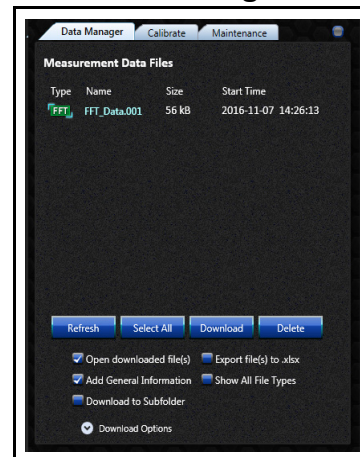 Data Manager Calibrate Maintenance
Measurement Data Files
Type Name Size Start Time
FFT FFT_Data.001 56 kB 2016-11-07 14:26:13
Refresh Select All Download Delete
Open downloaded file(s) Export file(s) to .xlsx
Add General Information Show All File Types
Download to Subfolder
Download Options